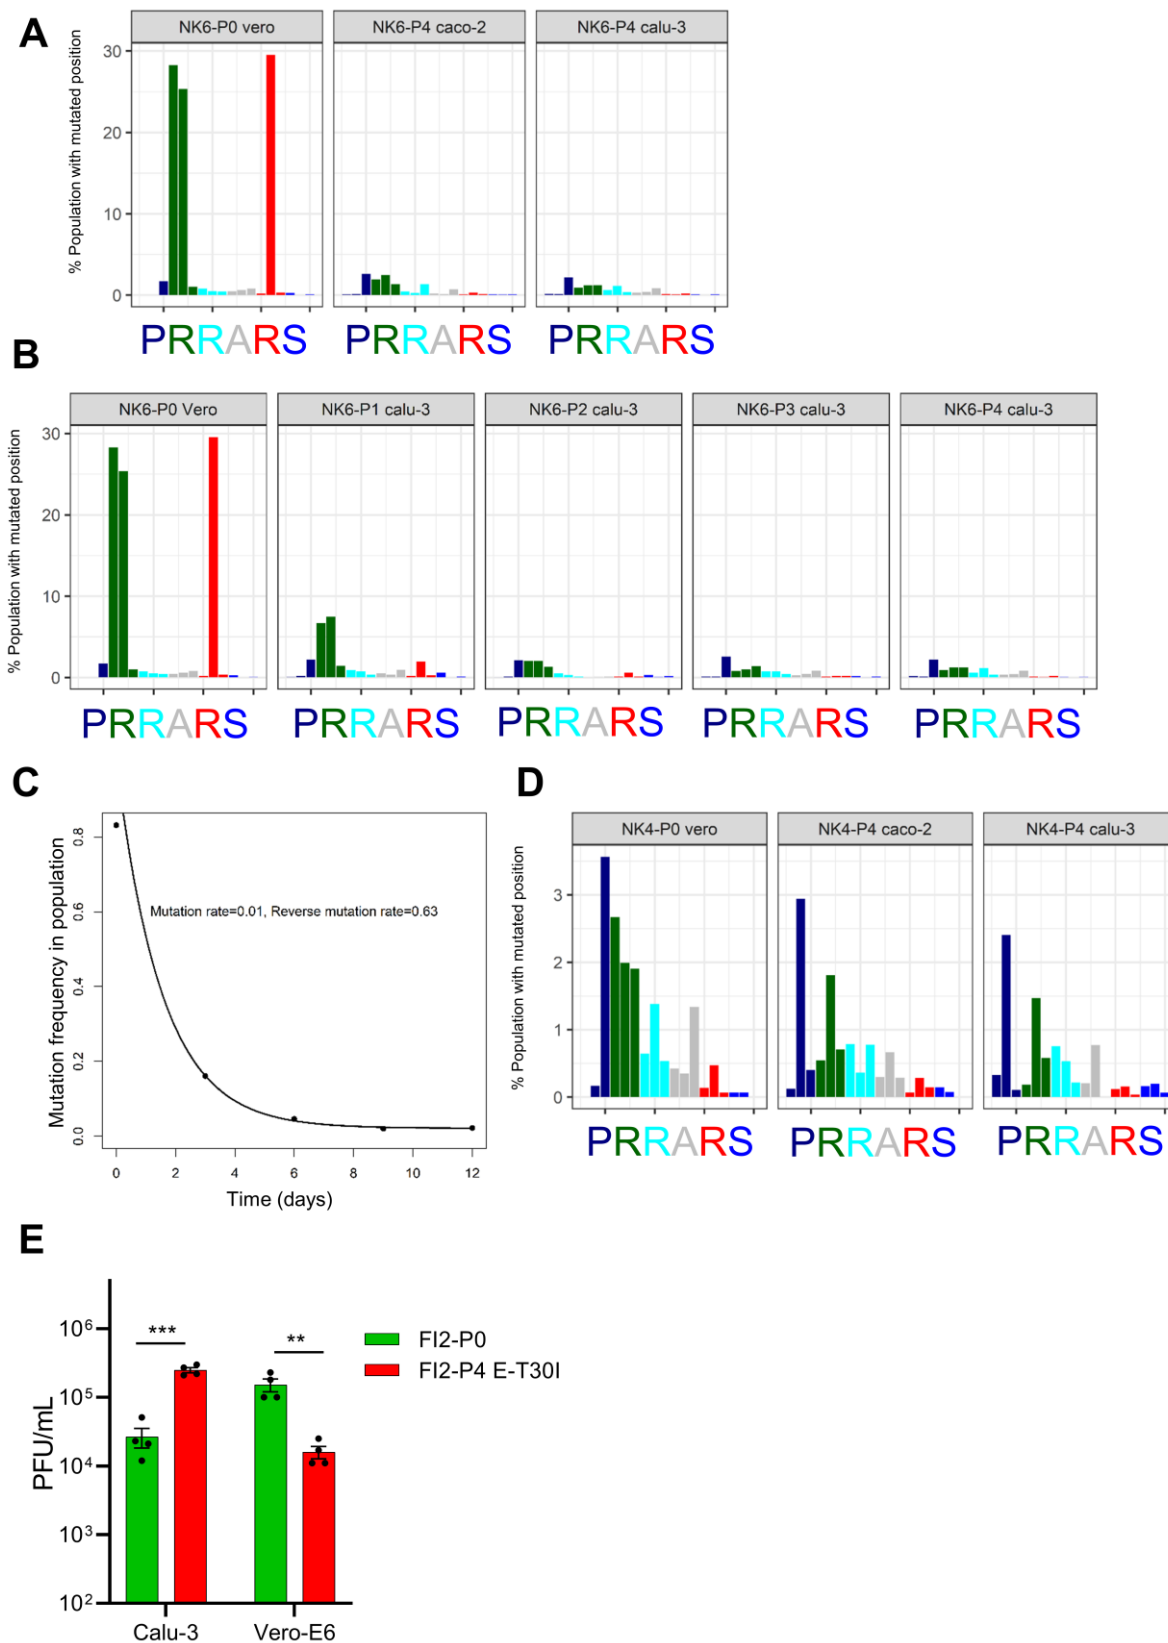 A
NK6-P0 vero
NK6-P4 caco-2
NK6-P4 calu-3
% Population with mutated position
30
20
10
0
PRRARS
PRRARS
PRRARS
B
NK6-P0 Vero
NK6-P1 calu-3
NK6-P2 calu-3
NK6-P3 calu-3
NK6-P4 calu-3
% Population with mutated position
30
20
10
0
PRRARS
PRRARS
PRRARS
PRRARS
PRRARS
C
Mutation frequency in population
0.8
0.6
0.4
0.2
0.0
Mutation rate=0.01, Reverse mutation rate=0.63
0 2 4 6 8 10 12
Time (days)
D
NK4-P0 vero
NK4-P4 caco-2
NK4-P4 calu-3
% Population with mutated position
3
2
1
0
PRRARS
PRRARS
PRRARS
E
PFU/mL
10⁶
10⁵
10⁴
10³
10²
***
**
FI2-P0
FI2-P4 E-T30I
Calu-3
Vero-E6